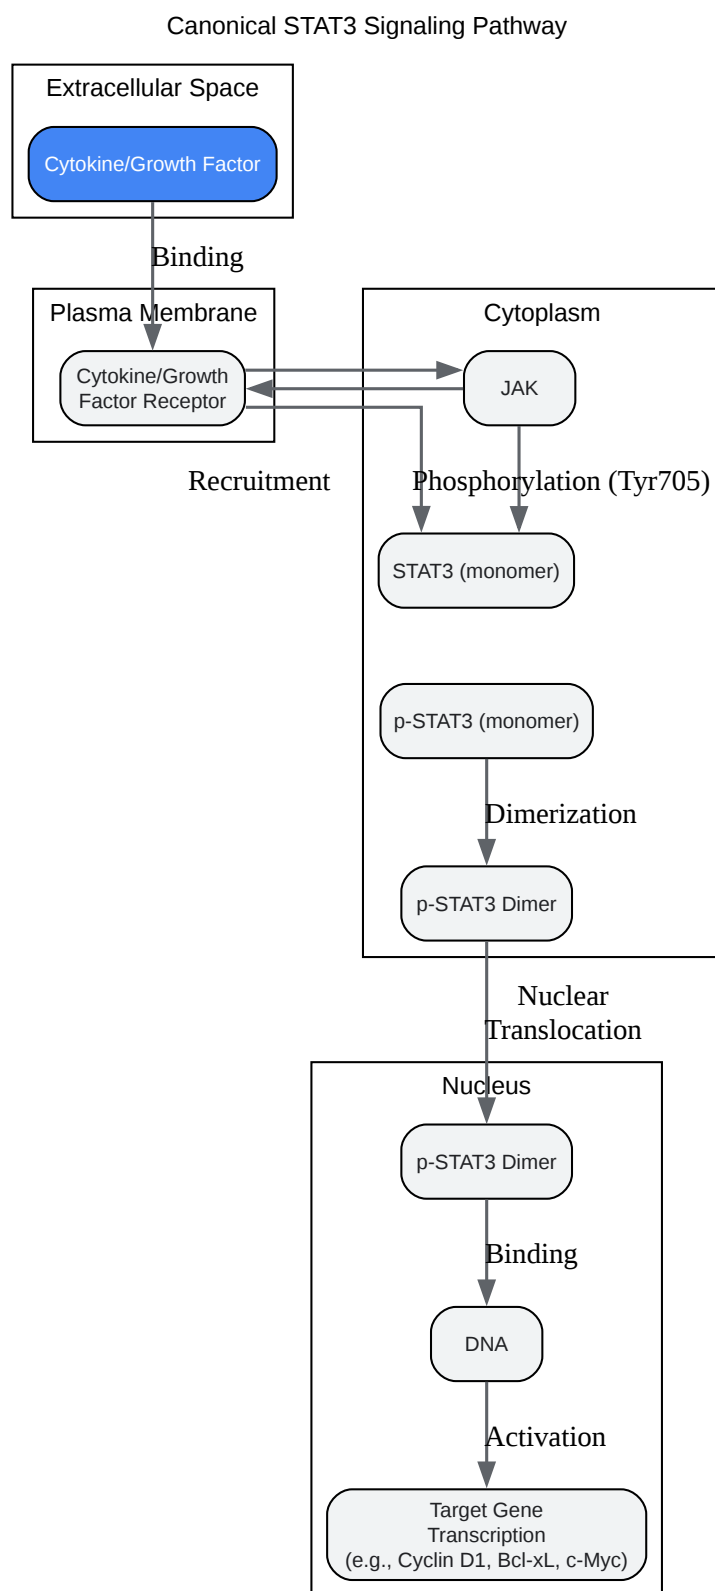 Canonical STAT3 Signaling Pathway
Extracellular Space
Cytokine/Growth Factor
Binding
Plasma Membrane
Cytoplasm
Cytokine/Growth
Factor Receptor
JAK
Recruitment
Phosphorylation (Tyr705)
STAT3 (monomer)
p-STAT3 (monomer)
Dimerization
p-STAT3 Dimer
Nuclear
Translocation
Nucleus
p-STAT3 Dimer
Binding
DNA
Activation
Target Gene
Transcription
(e.g., Cyclin D1, Bcl-xL, c-Myc)